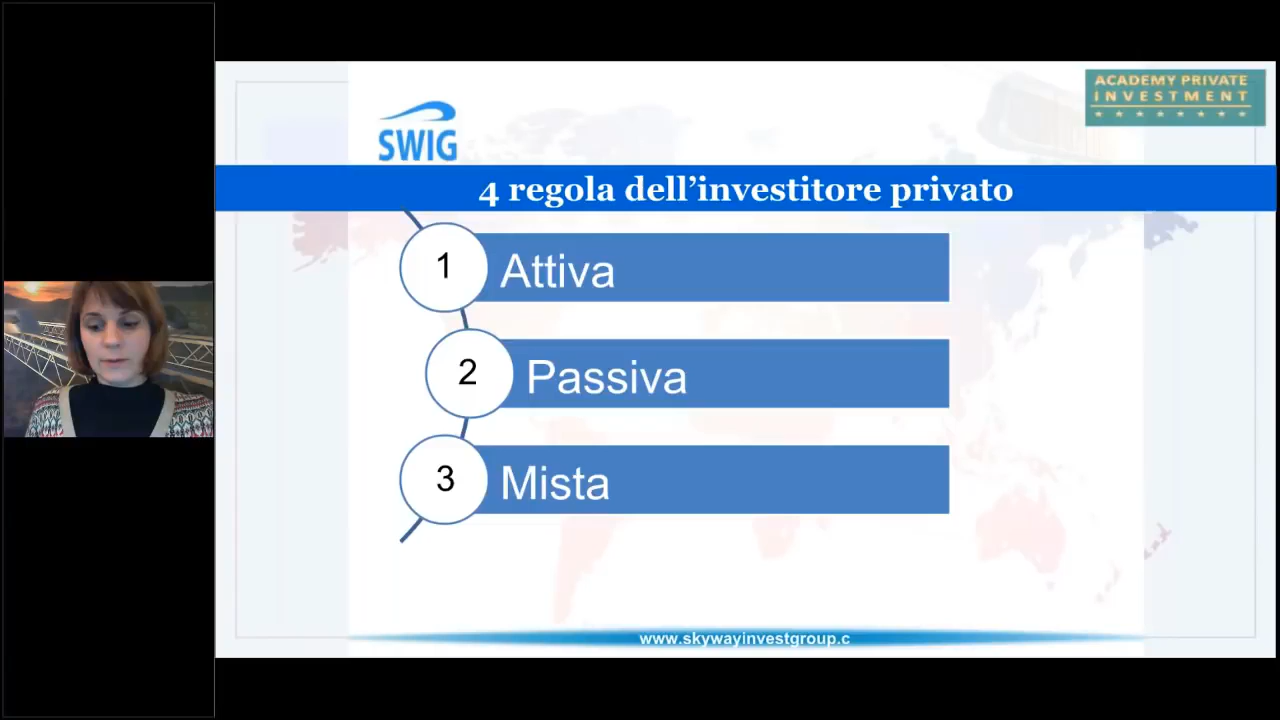 ACADEMY PRIVATE
INVESTMENT
SWIG
4 regola dell’investitore privato
1 Attiva
2 Passiva
3 Mista
www.skywayinvestgroup.c